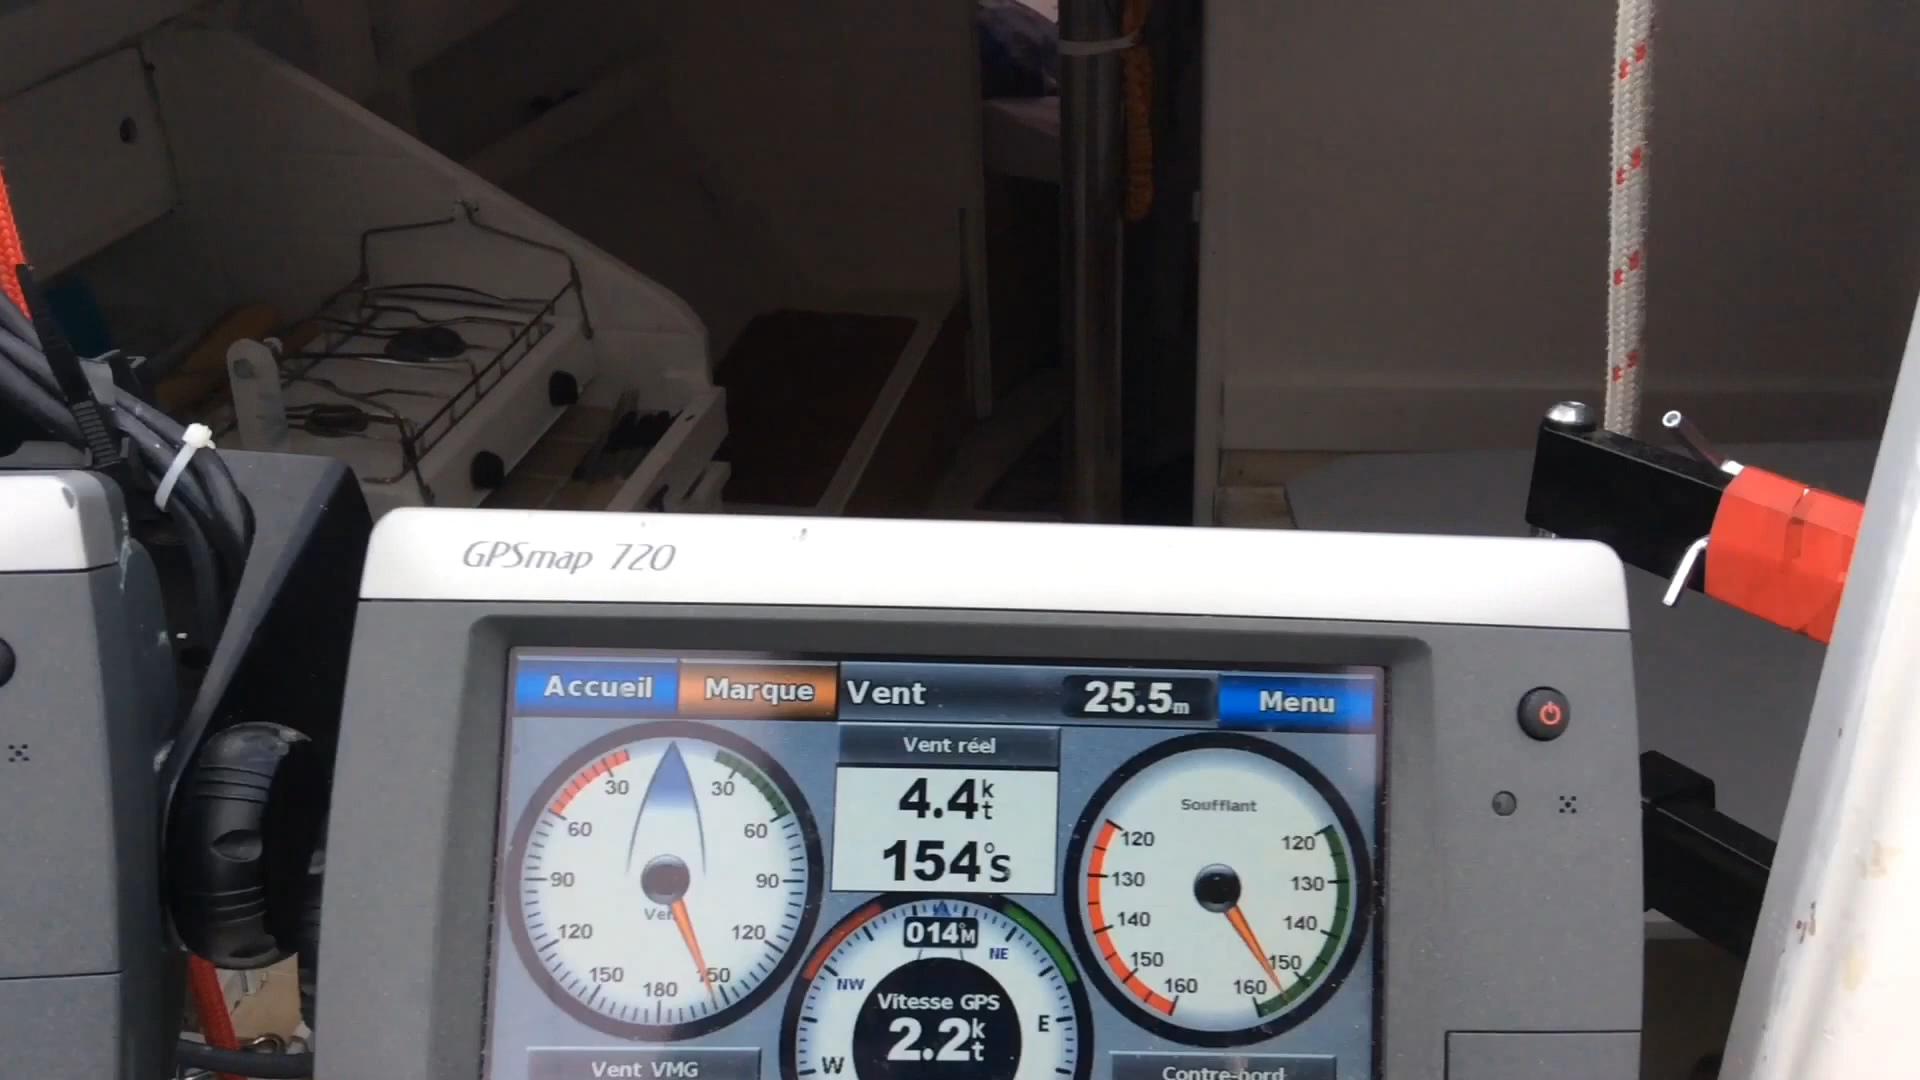 GPSmap 720
Accueil Marque Vent 25.5m Menu
Vent réel
4.4kt
154°s
30 30
60 60
90 90
120 120
150 150
180
Soufflant
120 120
130 130
140 140
150 150
160 160
014°M
NW NE
W E
Vitesse GPS
2.2kt
Vent VMG
Contre-bord